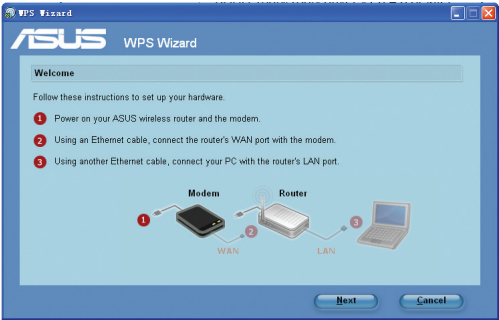 WPS Wizard
ASUS WPS Wizard
Welcome
Follow these instructions to set up your hardware.
1 Power on your ASUS wireless router and the modem.
2 Using an Ethernet cable, connect the router's WAN port with the modem.
3 Using another Ethernet cable, connect your PC with the router's LAN port.
Modem Router
1 2 3
WAN LAN
Next Cancel